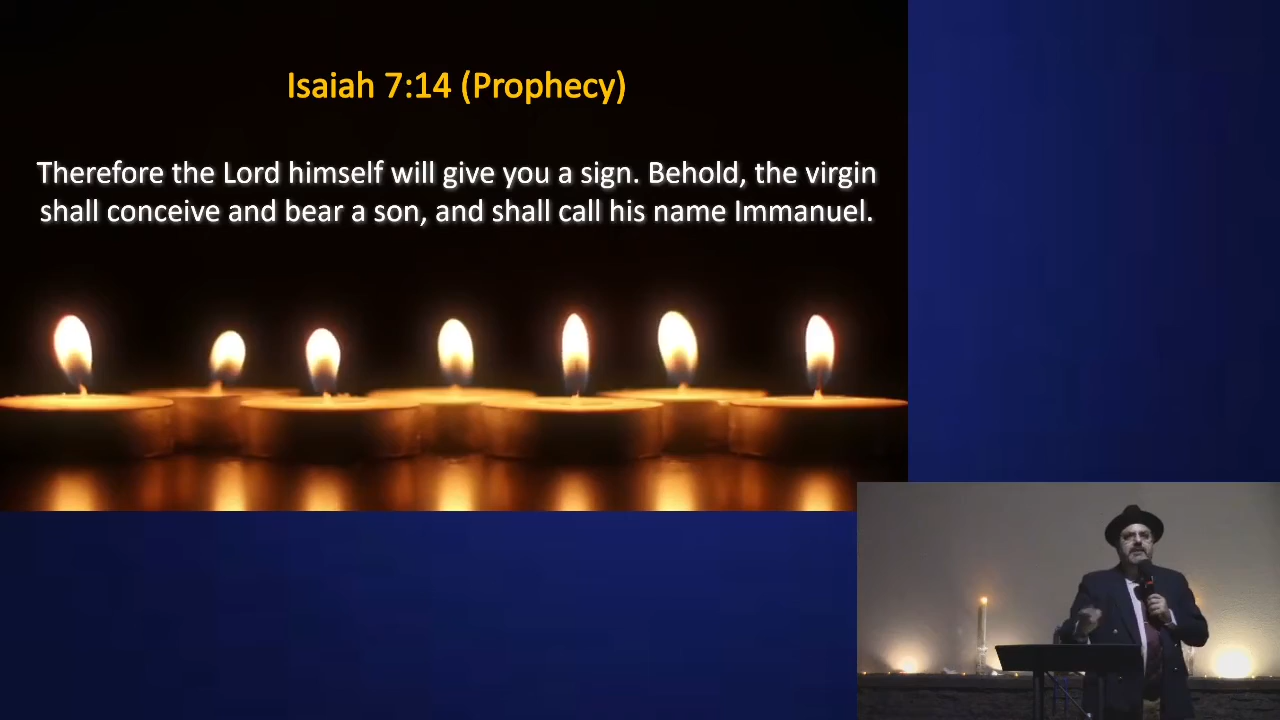 Isaiah 7:14 (Prophecy)
Therefore the Lord himself will give you a sign. Behold, the virgin
shall conceive and bear a son, and shall call his name Immanuel.